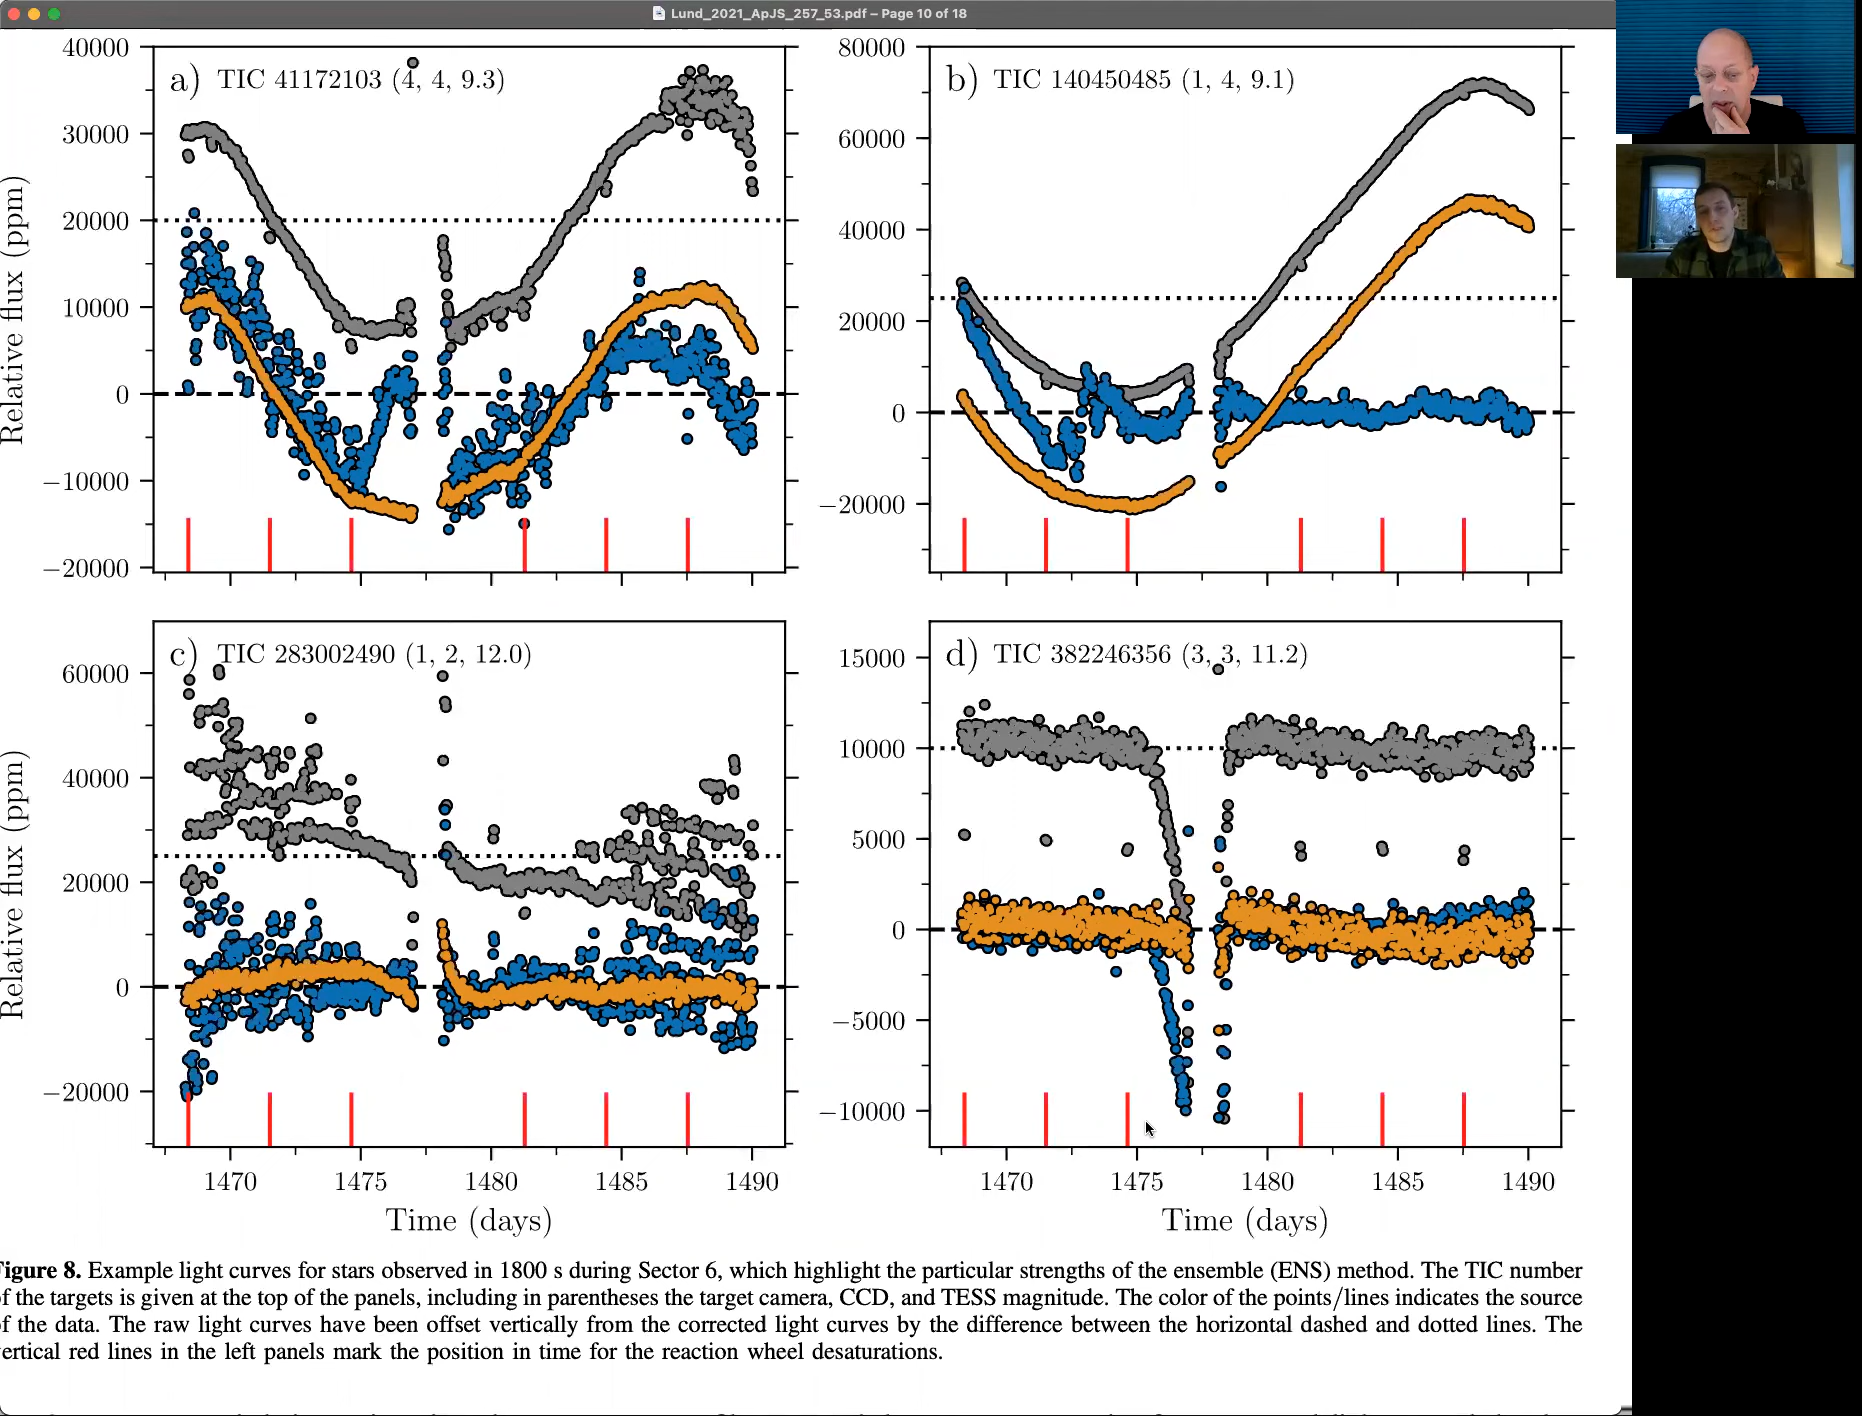 Lund_2021_ApJS_257_53.pdf – Page 10 of 18
a) TIC 41172103 (4, 4, 9.3)
40000
30000
20000
10000
0
−10000
−20000
Relative flux (ppm)
b) TIC 140450485 (1, 4, 9.1)
80000
60000
40000
20000
0
−20000
c) TIC 283002490 (1, 2, 12.0)
60000
40000
20000
0
−20000
Relative flux (ppm)
1470 1475 1480 1485 1490
Time (days)
d) TIC 382246356 (3, 3, 11.2)
15000
10000
5000
0
−5000
−10000
1470 1475 1480 1485 1490
Time (days)
igure 8. Example light curves for stars observed in 1800 s during Sector 6, which highlight the particular strengths of the ensemble (ENS) method. The TIC number
f the targets is given at the top of the panels, including in parentheses the target camera, CCD, and TESS magnitude. The color of the points/lines indicates the source
f the data. The raw light curves have been offset vertically from the corrected light curves by the difference between the horizontal dashed and dotted lines. The
ertical red lines in the left panels mark the position in time for the reaction wheel desaturations.